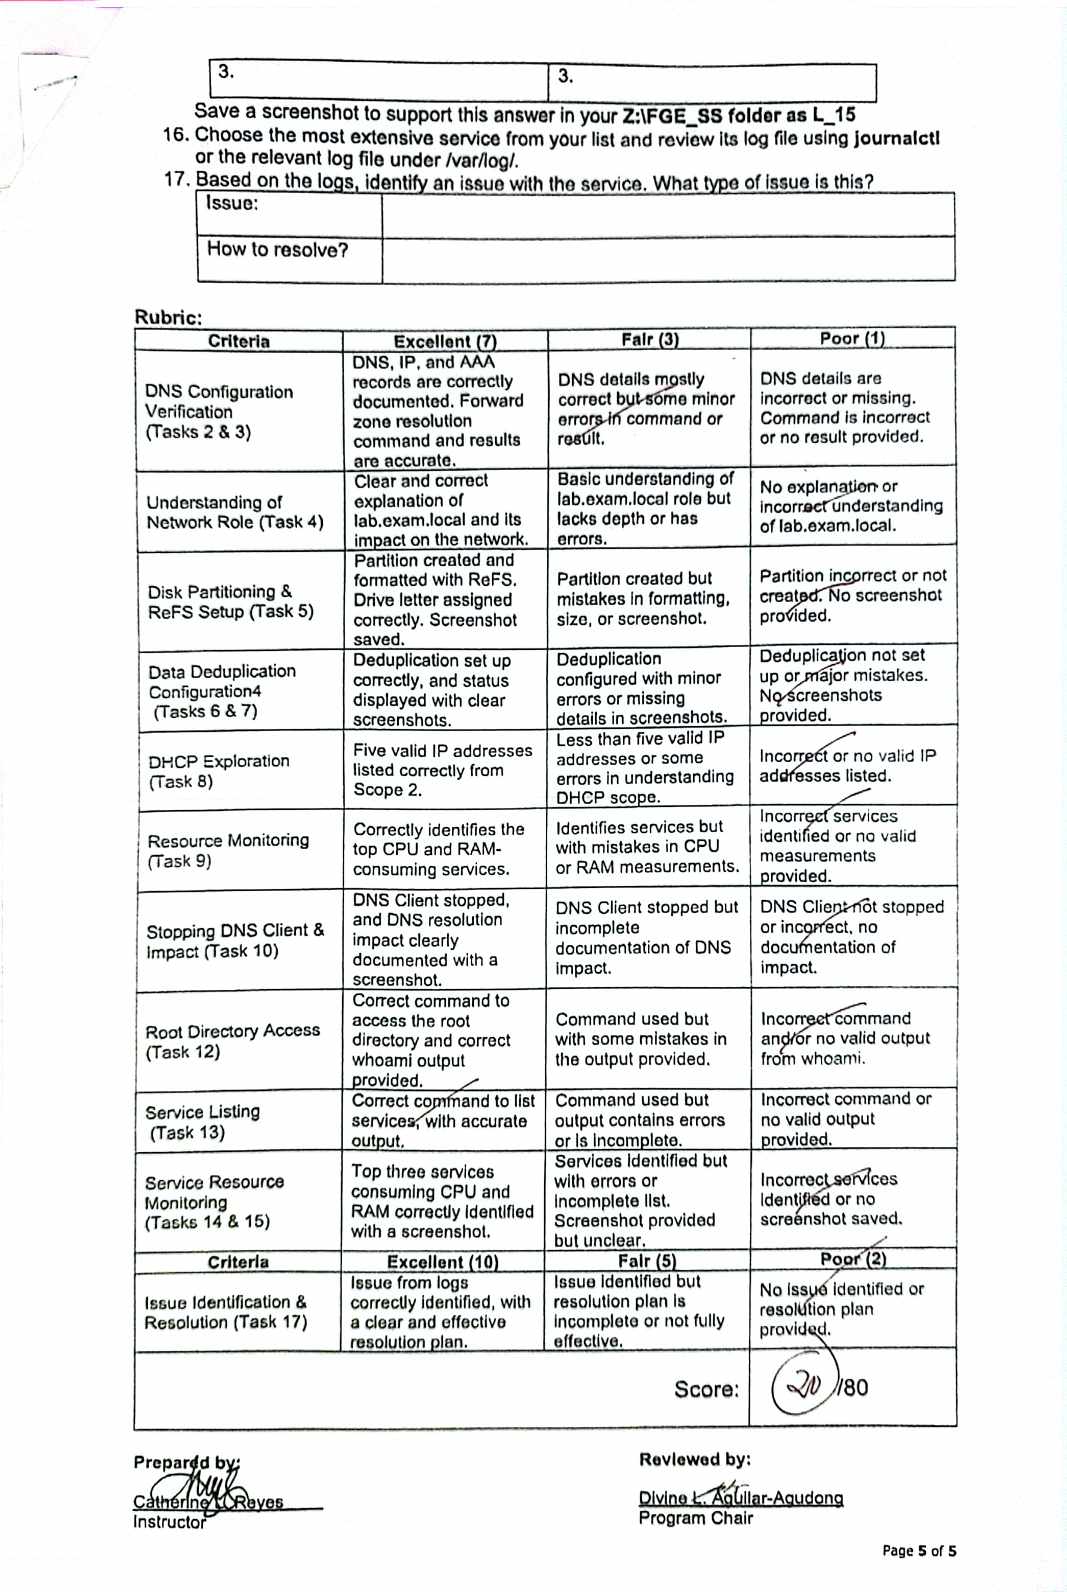 3.
3.
Save a screenshot to support this answer in your Z:\FGE_SS folder as L_15
16. Choose the most extensive service from your list and review its log file using journalctl
or the relevant log file under /var/log/.
17. Based on the logs, identify an issue with the service. What type of issue is this?
Issue:
How to resolve?
Rubric:
Criteria
Excellent (7)
Fair (3)
Poor (1)
DNS Configuration
Verification
(Tasks 2 & 3)
DNS, IP, and AAA
records are correctly
documented. Forward
zone resolution
command and results
are accurate.
DNS details mostly
correct but some minor
errors in command or
result.
DNS details are
incorrect or missing.
Command is incorrect
or no result provided.
Understanding of
Network Role (Task 4)
Clear and correct
explanation of
lab.exam.local and its
impact on the network.
Basic understanding of
lab.exam.local role but
lacks depth or has
errors.
No explanation or
incorrect understanding
of lab.exam.local.
Disk Partitioning &
ReFS Setup (Task 5)
Partition created and
formatted with ReFS.
Drive letter assigned
correctly. Screenshot
saved.
Partition created but
mistakes in formatting,
size, or screenshot.
Partition incorrect or not
created. No screenshot
provided.
Data Deduplication
Configuration4
(Tasks 6 & 7)
Deduplication set up
correctly, and status
displayed with clear
screenshots.
Deduplication
configured with minor
errors or missing
details in screenshots.
Deduplication not set
up or major mistakes.
No screenshots
provided.
DHCP Exploration
(Task 8)
Five valid IP addresses
listed correctly from
Scope 2.
Less than five valid IP
addresses or some
errors in understanding
DHCP scope.
Incorrect or no valid IP
addresses listed.
Resource Monitoring
(Task 9)
Correctly identifies the
top CPU and RAM-
consuming services.
Identifies services but
with mistakes in CPU
or RAM measurements.
Incorrect services
identified or no valid
measurements
provided.
Stopping DNS Client &
Impact (Task 10)
DNS Client stopped,
and DNS resolution
impact clearly
documented with a
screenshot.
DNS Client stopped but
incomplete
documentation of DNS
impact.
DNS Client not stopped
or incorrect, no
documentation of
impact.
Root Directory Access
(Task 12)
Correct command to
access the root
directory and correct
whoami output
provided.
Command used but
with some mistakes in
the output provided.
Incorrect command
and/or no valid output
from whoami.
Service Listing
(Task 13)
Correct command to list
services, with accurate
output.
Command used but
output contains errors
or is incomplete.
Incorrect command or
no valid output
provided.
Service Resource
Monitoring
(Tasks 14 & 15)
Top three services
consuming CPU and
RAM correctly identified
with a screenshot.
Services identified but
with errors or
incomplete list.
Screenshot provided
but unclear.
Incorrect services
identified or no
screenshot saved.
Criteria
Excellent (10)
Fair (5)
Poor (2)
Issue Identification &
Resolution (Task 17)
Issue from logs
correctly identified, with
a clear and effective
resolution plan.
Issue identified but
resolution plan is
incomplete or not fully
effective.
No issue identified or
resolution plan
provided.
Score:
20 /80
Prepared by:
Reviewed by:
Catherine L. Reyes
Divine L. Aguilar-Agudong
Instructor
Program Chair
Page 5 of 5